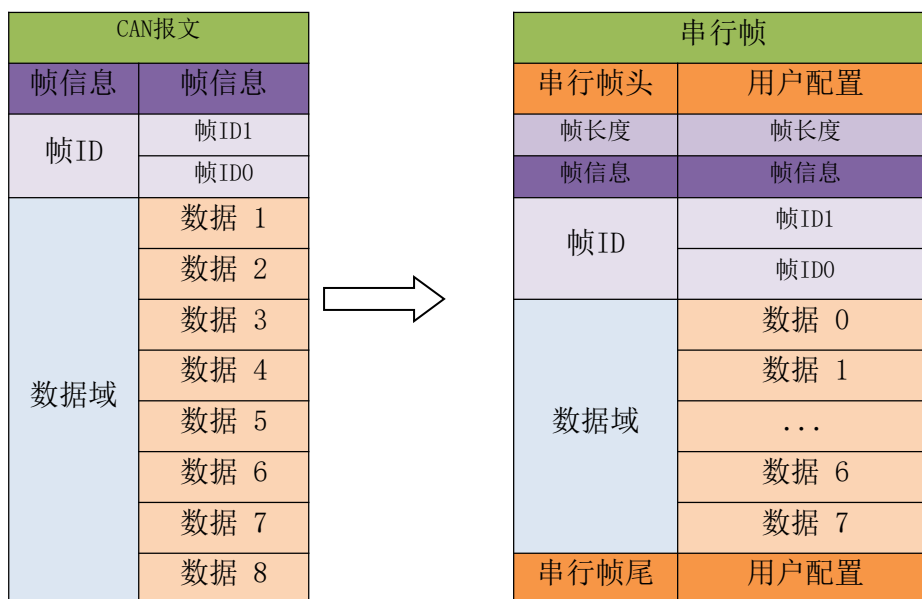 CAN报文
帧信息 帧信息
帧ID
帧ID1
帧ID0
数据域
数据 1
数据 2
数据 3
数据 4
数据 5
数据 6
数据 7
数据 8
串行帧
串行帧头 用户配置
帧长度 帧长度
帧信息 帧信息
帧ID
帧ID1
帧ID0
数据域
数据 0
数据 1
...
数据 6
数据 7
串行帧尾 用户配置